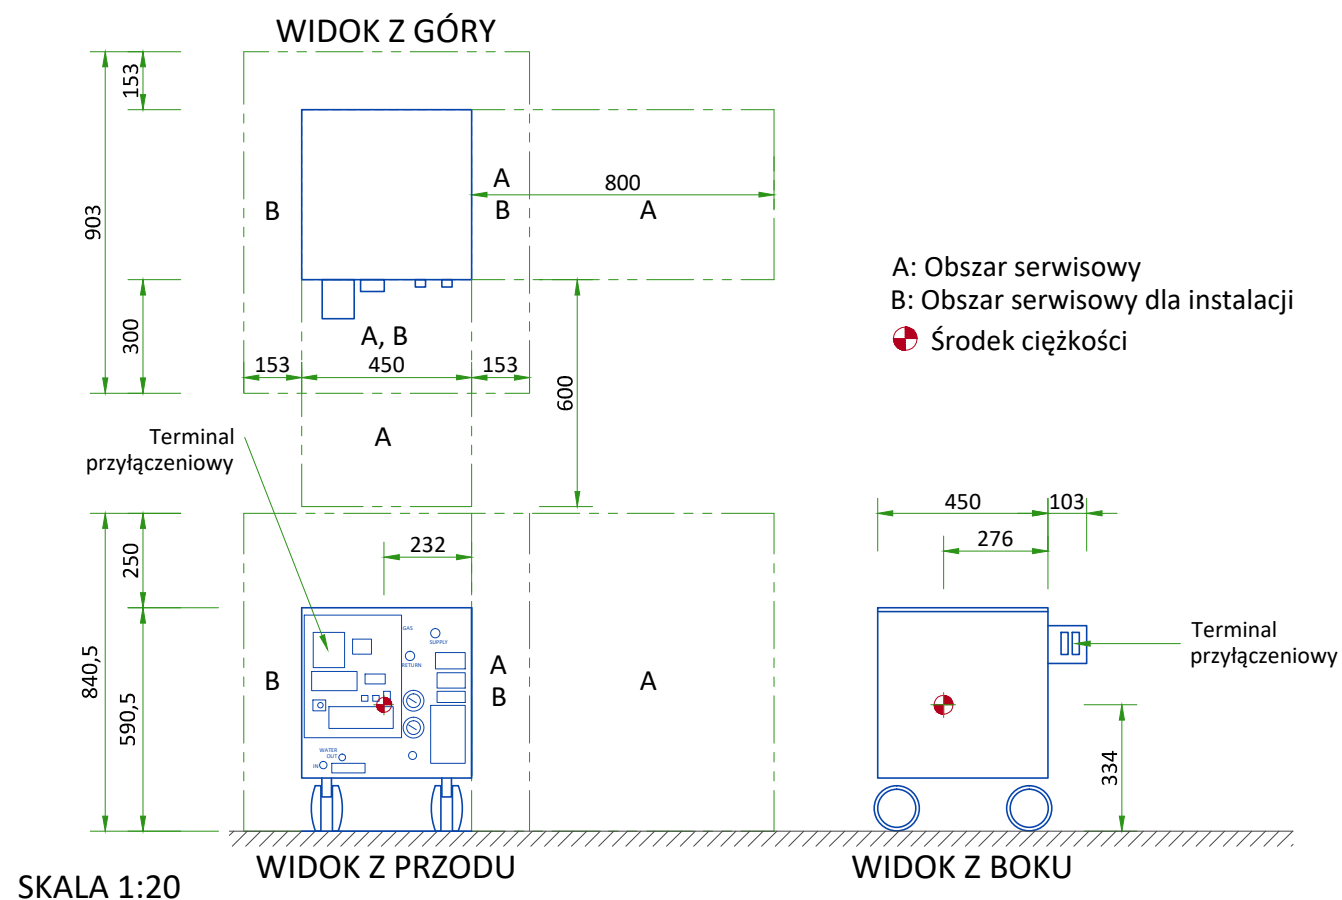 WIDOK Z GÓRY
153
903
300
B
A
B
800
A
A, B
153
450
153
600
A
A: Obszar serwisowy
B: Obszar serwisowy dla instalacji
Środek ciężkości
Terminal
przyłączeniowy
250
840,5
590,5
232
B
GAS
SUPPLY
RETURN
WATER
OUT
IN
A
B
A
450
103
276
334
Terminal
przyłączeniowy
WIDOK Z PRZODU
WIDOK Z BOKU
SKALA 1:20